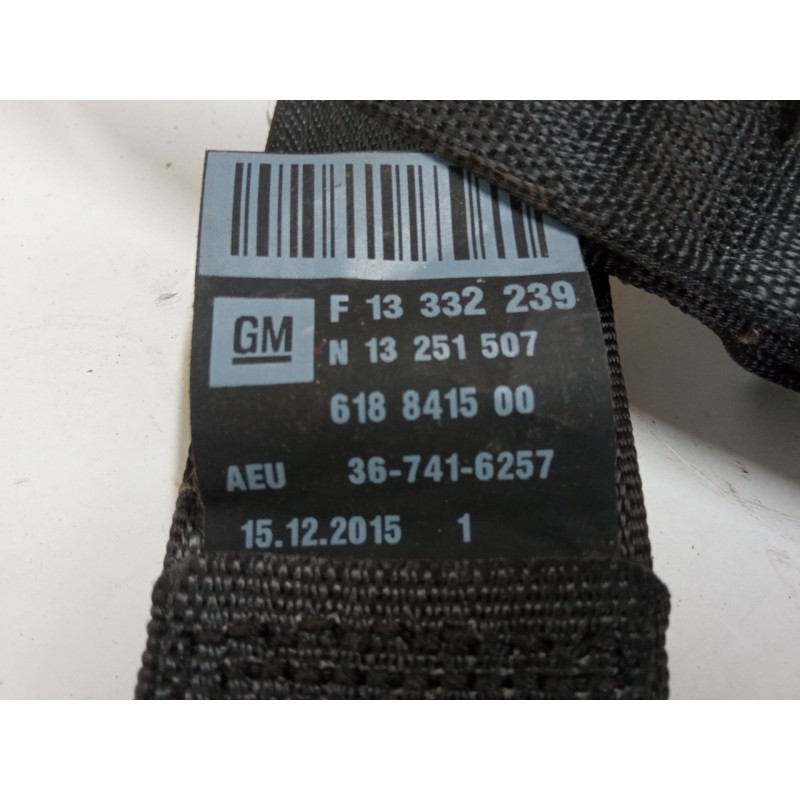 F 13 332 239
GM
N 13 251 507
618 8415 00
AEU 36-741-6257
15.12.2015 1